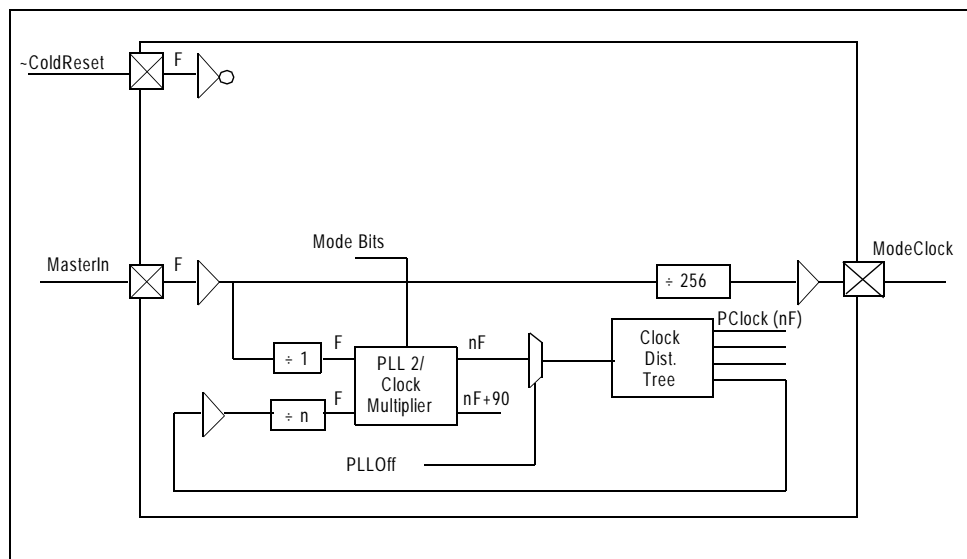 ~ColdReset
F
Mode Bits
ModeClock
MasterIn
F
÷ 256
PClock (nF)
÷ 1
F
PLL 2/
Clock
Multiplier
nF
Clock
Dist.
Tree
÷ n
F
nF+90
PLLOff